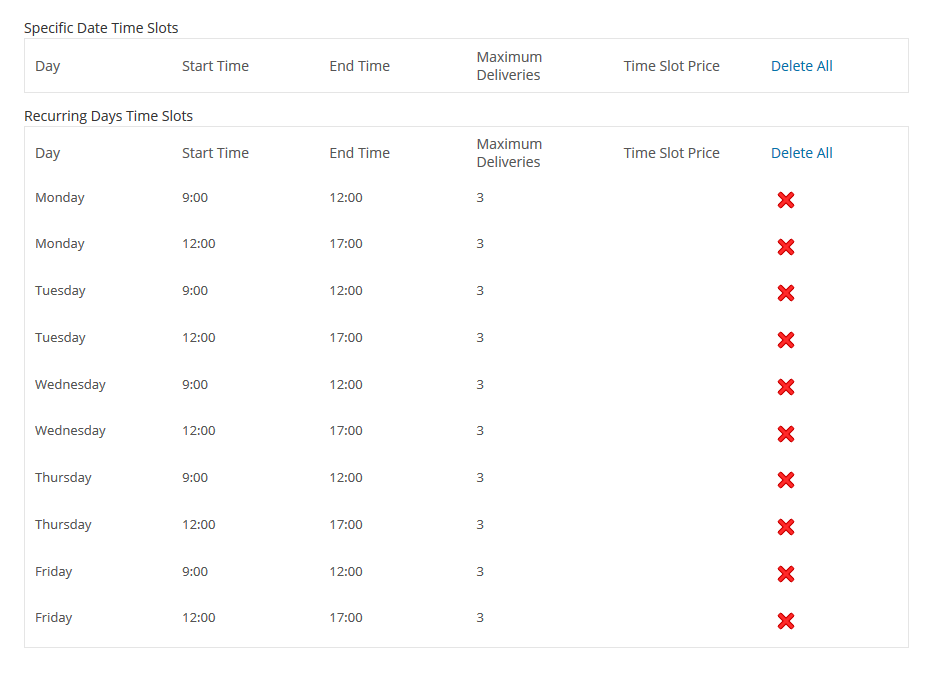 Specific Date Time Slots
Day Start Time End Time Maximum Deliveries Time Slot Price Delete All
Recurring Days Time Slots
Day Start Time End Time Maximum Deliveries Time Slot Price Delete All
Monday 9:00 12:00 3
Monday 12:00 17:00 3
Tuesday 9:00 12:00 3
Tuesday 12:00 17:00 3
Wednesday 9:00 12:00 3
Wednesday 12:00 17:00 3
Thursday 9:00 12:00 3
Thursday 12:00 17:00 3
Friday 9:00 12:00 3
Friday 12:00 17:00 3